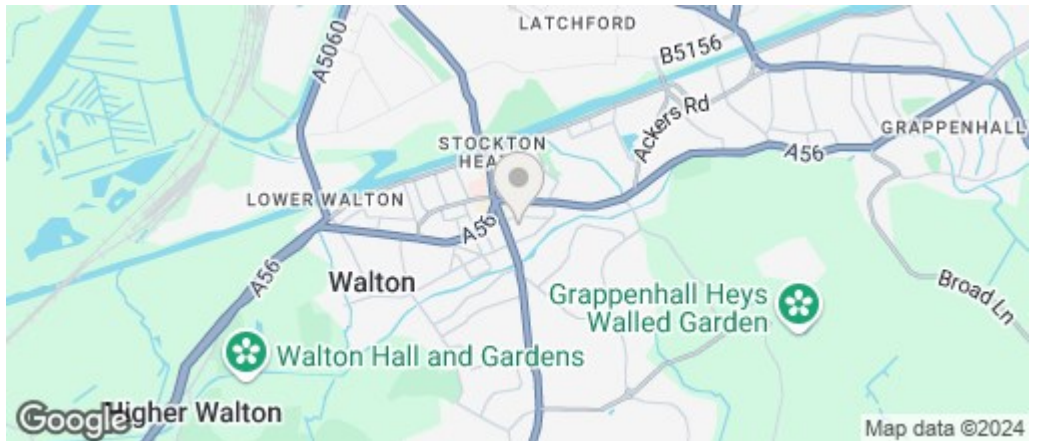 LATCHFORD
A5060
B5156
Ackers Rd
GRAPPENHALL
STOCKTON
A56
LOWER WALTON
A56
A56
Walton
Grappenhall Heys
Walled Garden
Broad Ln
Walton Hall and Gardens
Higher Walton
Google
Map data ©2024